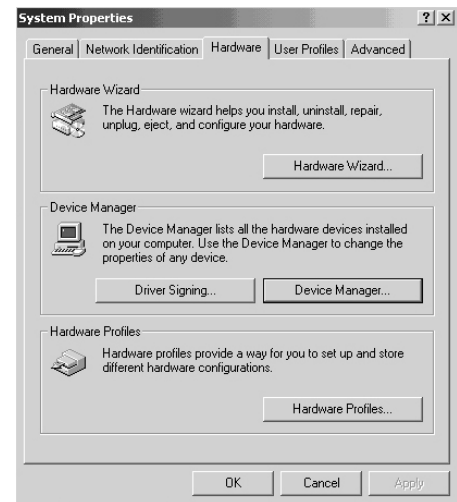 System Properties ? X
General Network Identification Hardware User Profiles Advanced
Hardware Wizard
The Hardware wizard helps you install, uninstall, repair,
unplug, eject, and configure your hardware.
Hardware Wizard...
Device Manager
The Device Manager lists all the hardware devices installed
on your computer. Use the Device Manager to change the
properties of any device.
Driver Signing... Device Manager...
Hardware Profiles
Hardware profiles provide a way for you to set up and store
different hardware configurations.
Hardware Profiles...
OK Cancel Apply